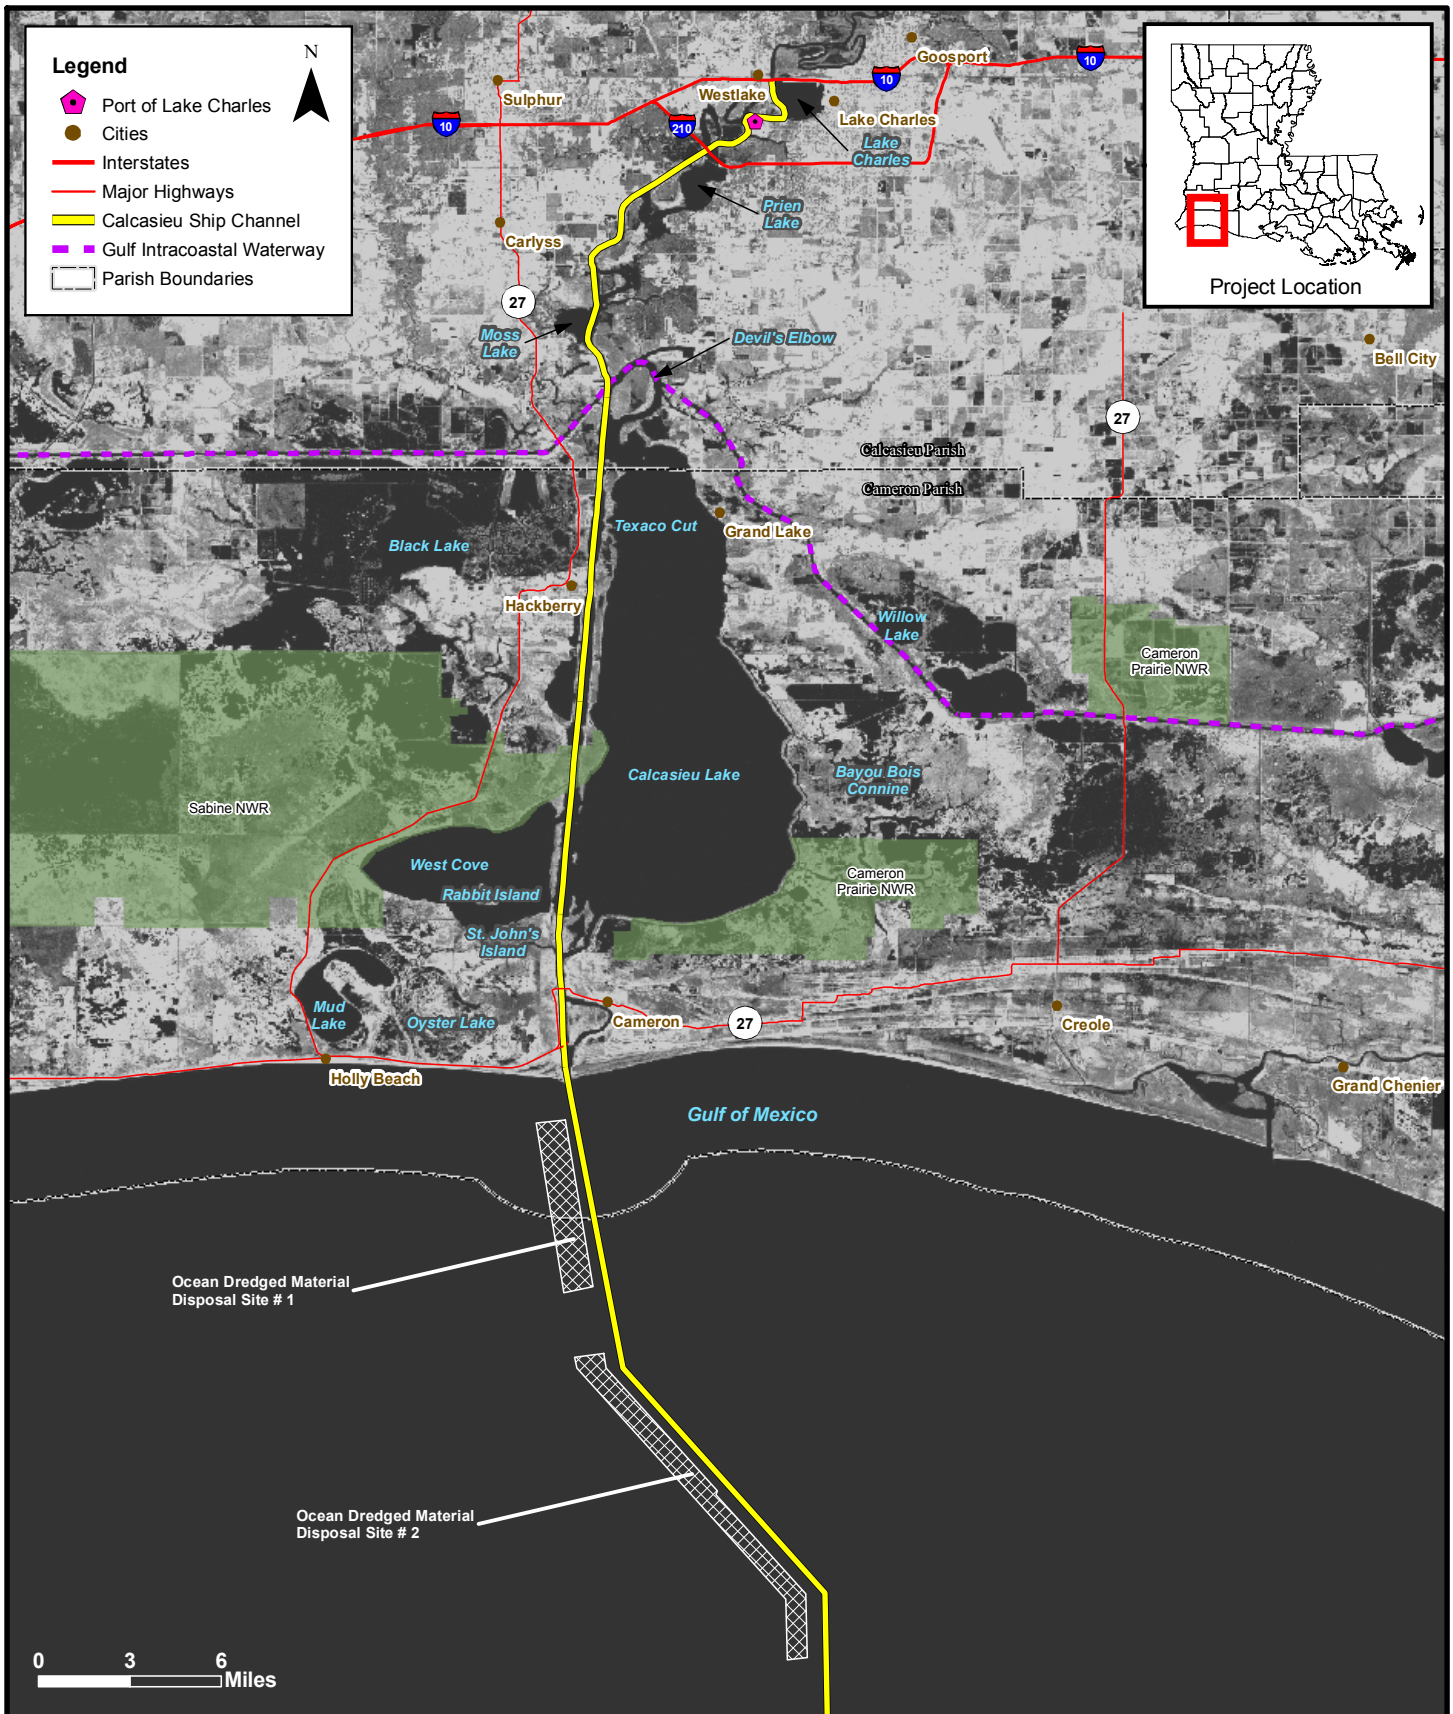 Legend
N
Port of Lake Charles
Cities
Interstates
Major Highways
Calcasieu Ship Channel
Gulf Intracoastal Waterway
Parish Boundaries
Project Location
Goosport
10
10
Westlake
Sulphur
Lake Charles
10
210
Lake
Charles
Prien
Lake
Carlyss
27
Moss
Lake
Devil's Elbow
Bell City
27
Calcasieu Parish
Cameron Parish
Texaco Cut
Grand Lake
Black Lake
Hackberry
Willow
Lake
Cameron
Prairie NWR
Calcasieu Lake
Bayou Bois
Connine
Sabine NWR
West Cove
Rabbit Island
Cameron
Prairie NWR
St. John's
Island
Mud
Lake
Oyster Lake
Cameron
27
Creole
Holly Beach
Grand Chenier
Gulf of Mexico
Ocean Dredged Material
Disposal Site # 1
Ocean Dredged Material
Disposal Site # 2
0 3 6
Miles